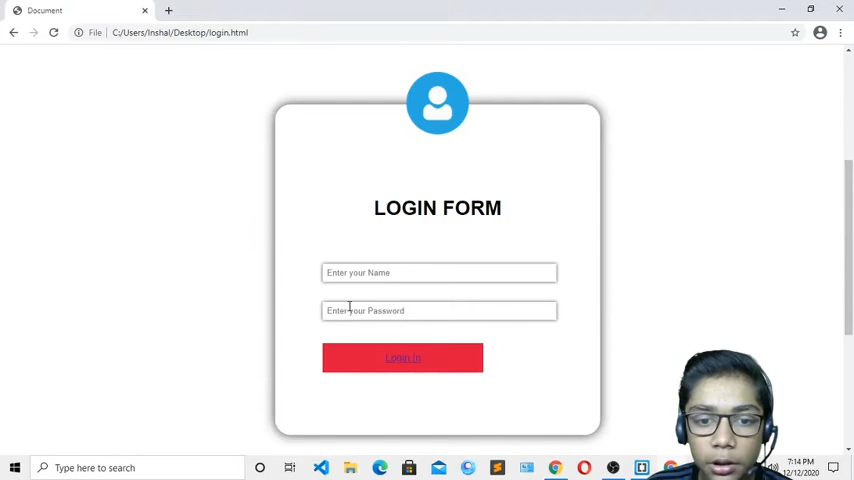 Document
File
C:/Users/Inshal/Desktop/login.html
LOGIN FORM
Enter your Name
Enter your Password
Login In
Type here to search
7:14 PM
12/12/2020